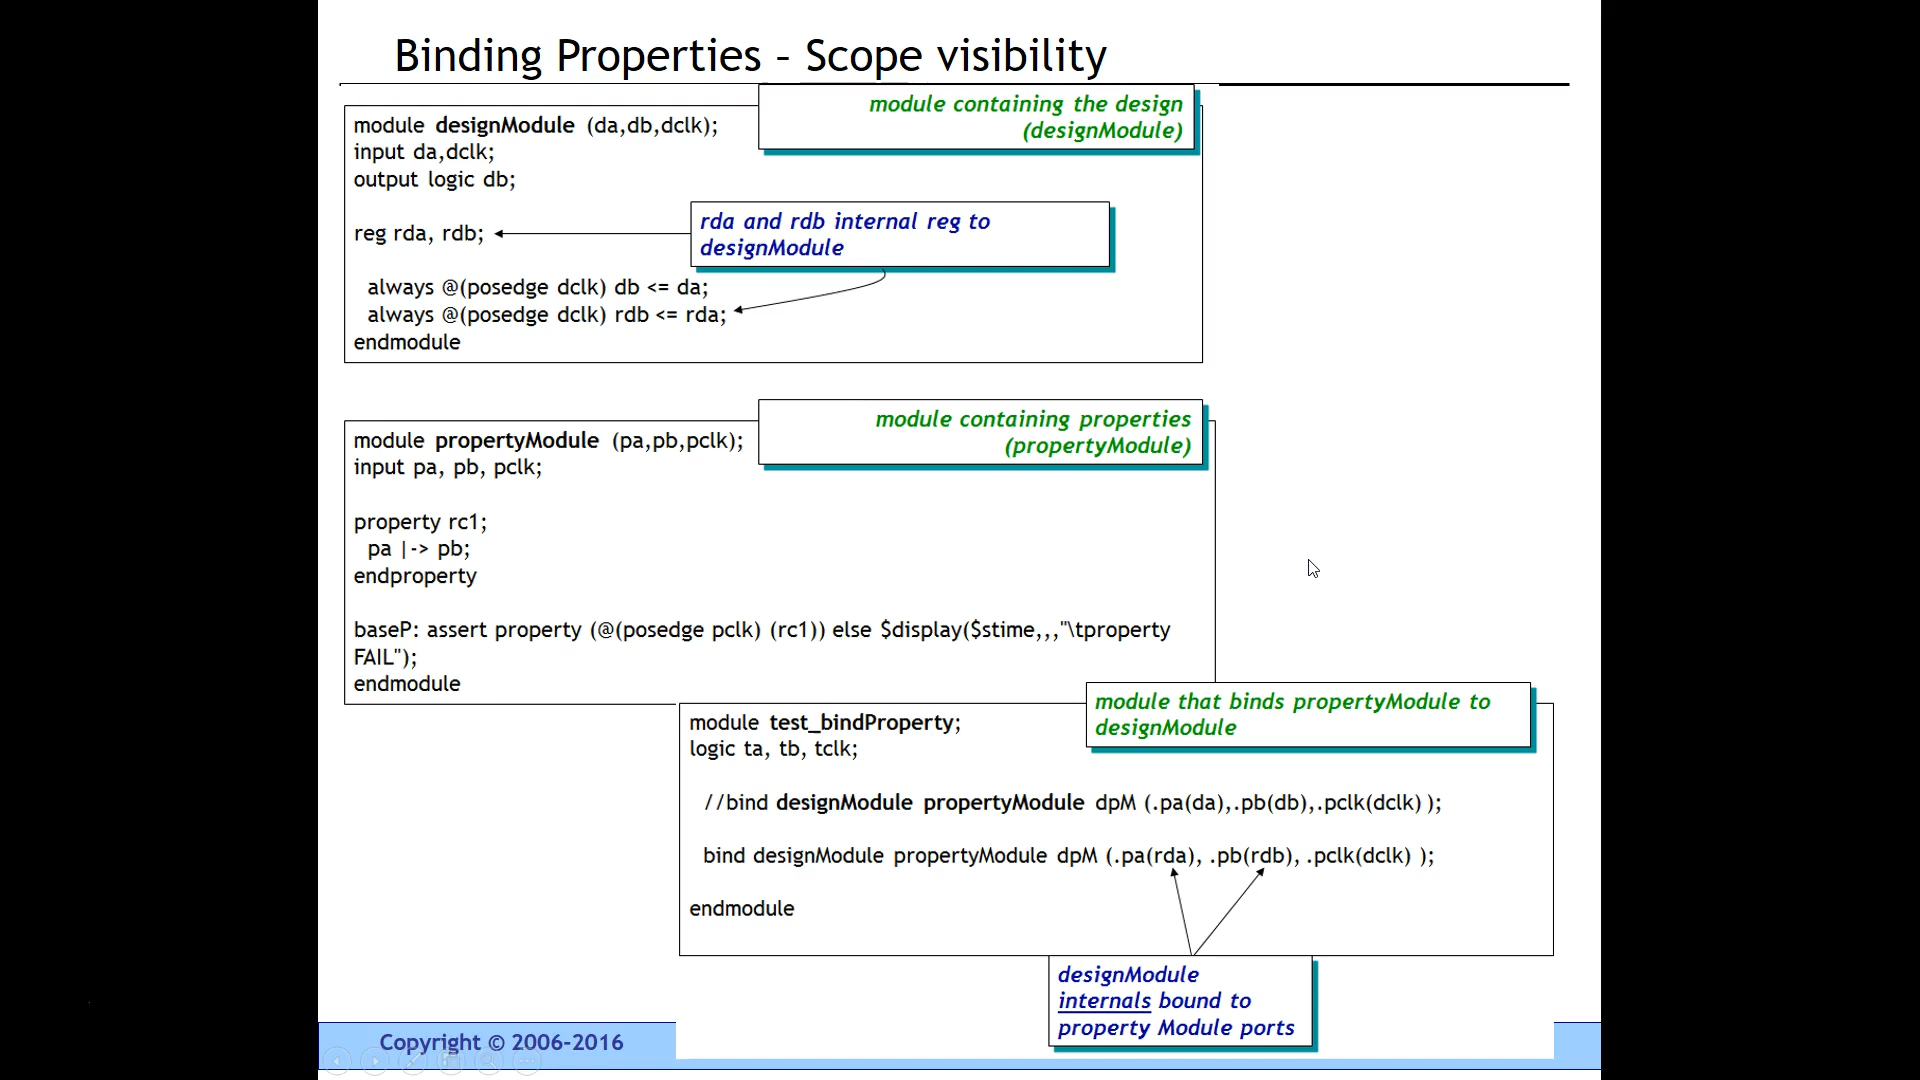 Binding Properties – Scope visibility
module containing the design
(designModule)
module designModule (da,db,dclk);
input da,dclk;
output logic db;
rda and rdb internal reg to
designModule
reg rda, rdb;
always @(posedge dclk) db <= da;
always @(posedge dclk) rdb <= rda;
endmodule
module containing properties
(propertyModule)
module propertyModule (pa,pb,pclk);
input pa, pb, pclk;
property rc1;
pa |-> pb;
endproperty
baseP: assert property (@(posedge pclk) (rc1)) else $display($stime,,,"\tproperty
FAIL");
endmodule
module that binds propertyModule to
designModule
module test_bindProperty;
logic ta, tb, tclk;
//bind designModule propertyModule dpM (.pa(da),.pb(db),.pclk(dclk) );
bind designModule propertyModule dpM (.pa(rda), .pb(rdb), .pclk(dclk) );
endmodule
designModule
internals bound to
property Module ports
Copyright © 2006-2016